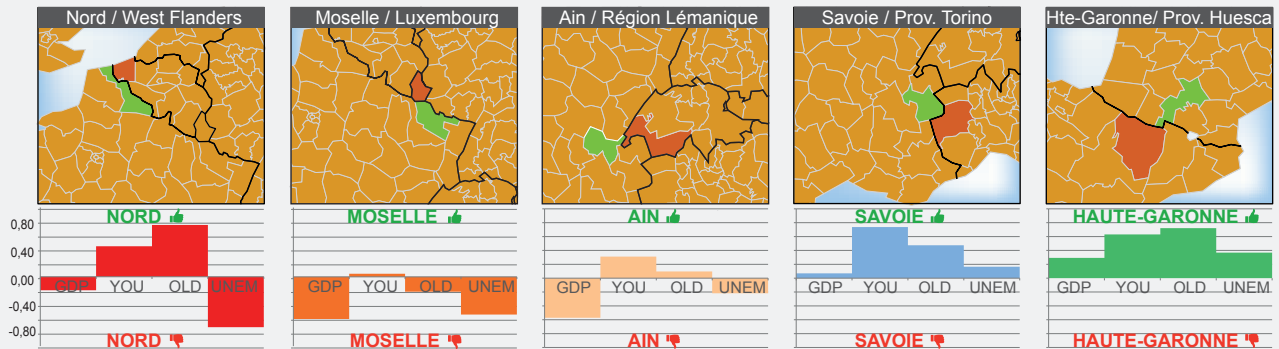 Nord / West Flanders
Moselle / Luxembourg
Ain / Région Lémanique
Savoie / Prov. Torino
Hte-Garonne/ Prov. Huesca
NORD
MOSELLE
AIN
SAVOIE
HAUTE-GARONNE
0,80
0,40
0,00
-0,40
-0,80
GDP YOU OLD UNEM
GDP YOU OLD UNEM
GDP YOU OLD UNEM
GDP YOU OLD UNEM
GDP YOU OLD UNEM
NORD
MOSELLE
AIN
SAVOIE
HAUTE-GARONNE